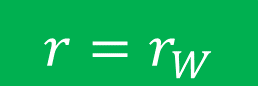 r = r_W